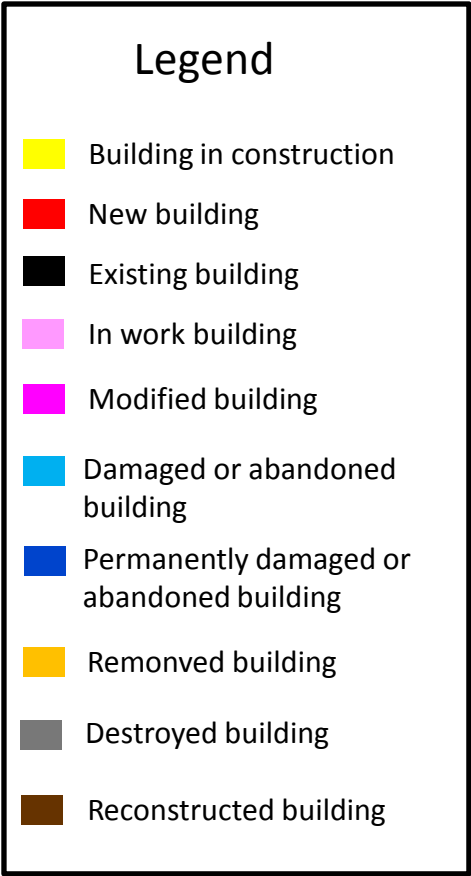 Legend
Building in construction
New building
Existing building
In work building
Modified building
Damaged or abandoned
building
Permanently damaged or
abandoned building
Remonved building
Destroyed building
Reconstructed building